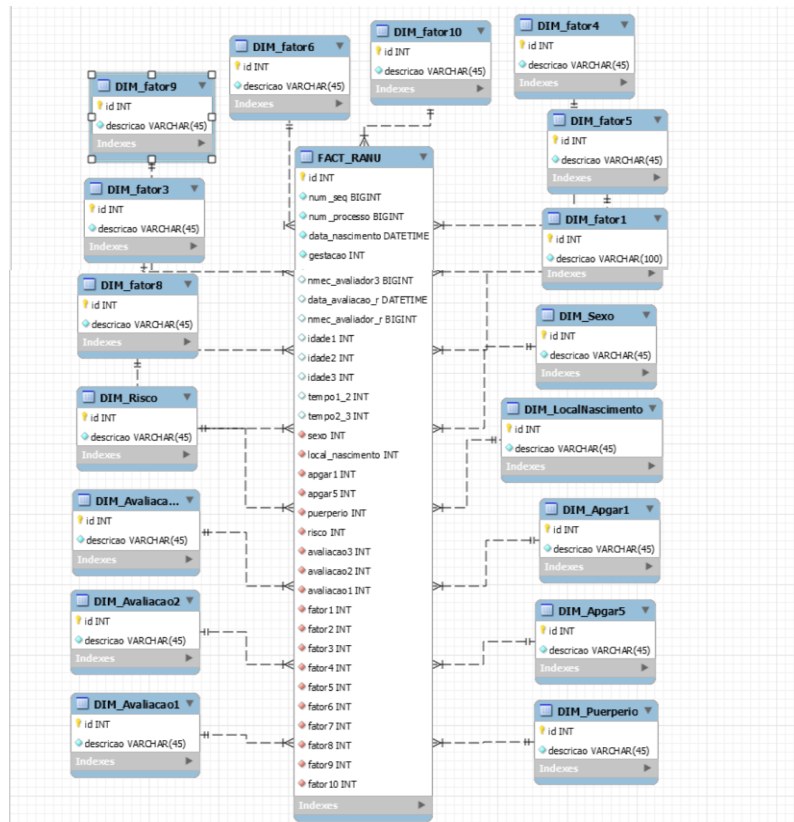 DIM_fator6
id INT
descricao VARCHAR(45)
Indexes
DIM_fator10
id INT
descricao VARCHAR(45)
Indexes
DIM_fator4
id INT
descricao VARCHAR(45)
Indexes
DIM_fator9
id INT
descricao VARCHAR(45)
Indexes
DIM_fator5
id INT
descricao VARCHAR(45)
Indexes
DIM_fator3
id INT
descricao VARCHAR(45)
Indexes
DIM_fator1
id INT
descricao VARCHAR(100)
Indexes
DIM_fator8
id INT
descricao VARCHAR(45)
Indexes
DIM_Risco
id INT
descricao VARCHAR(45)
Indexes
DIM_Avaliaca...
id INT
descricao VARCHAR(45)
Indexes
DIM_Avaliacao2
id INT
descricao VARCHAR(45)
Indexes
DIM_Avaliacao1
id INT
descricao VARCHAR(45)
Indexes
FACT_RANU
id INT
num_seq BIGINT
num_processo BIGINT
data_nascimento DATETIME
gestacao INT
nmec_avaliador3 BIGINT
data_avaliacao_r DATETIME
nmec_avaliador_r BIGINT
idade1 INT
idade2 INT
idade3 INT
tempo1_2 INT
tempo2_3 INT
sexo INT
local_nascimento INT
apgar1 INT
apgar5 INT
puerperio INT
risco INT
avaliacao3 INT
avaliacao2 INT
avaliacao1 INT
fator1 INT
fator2 INT
fator3 INT
fator4 INT
fator5 INT
fator6 INT
fator7 INT
fator8 INT
fator9 INT
fator10 INT
Indexes
DIM_Sexo
id INT
descricao VARCHAR(45)
Indexes
DIM_LocalNascimento
id INT
descricao VARCHAR(45)
Indexes
DIM_Apgar1
id INT
descricao VARCHAR(45)
Indexes
DIM_Apgar5
id INT
descricao VARCHAR(45)
Indexes
DIM_Puerperio
id INT
descricao VARCHAR(45)
Indexes